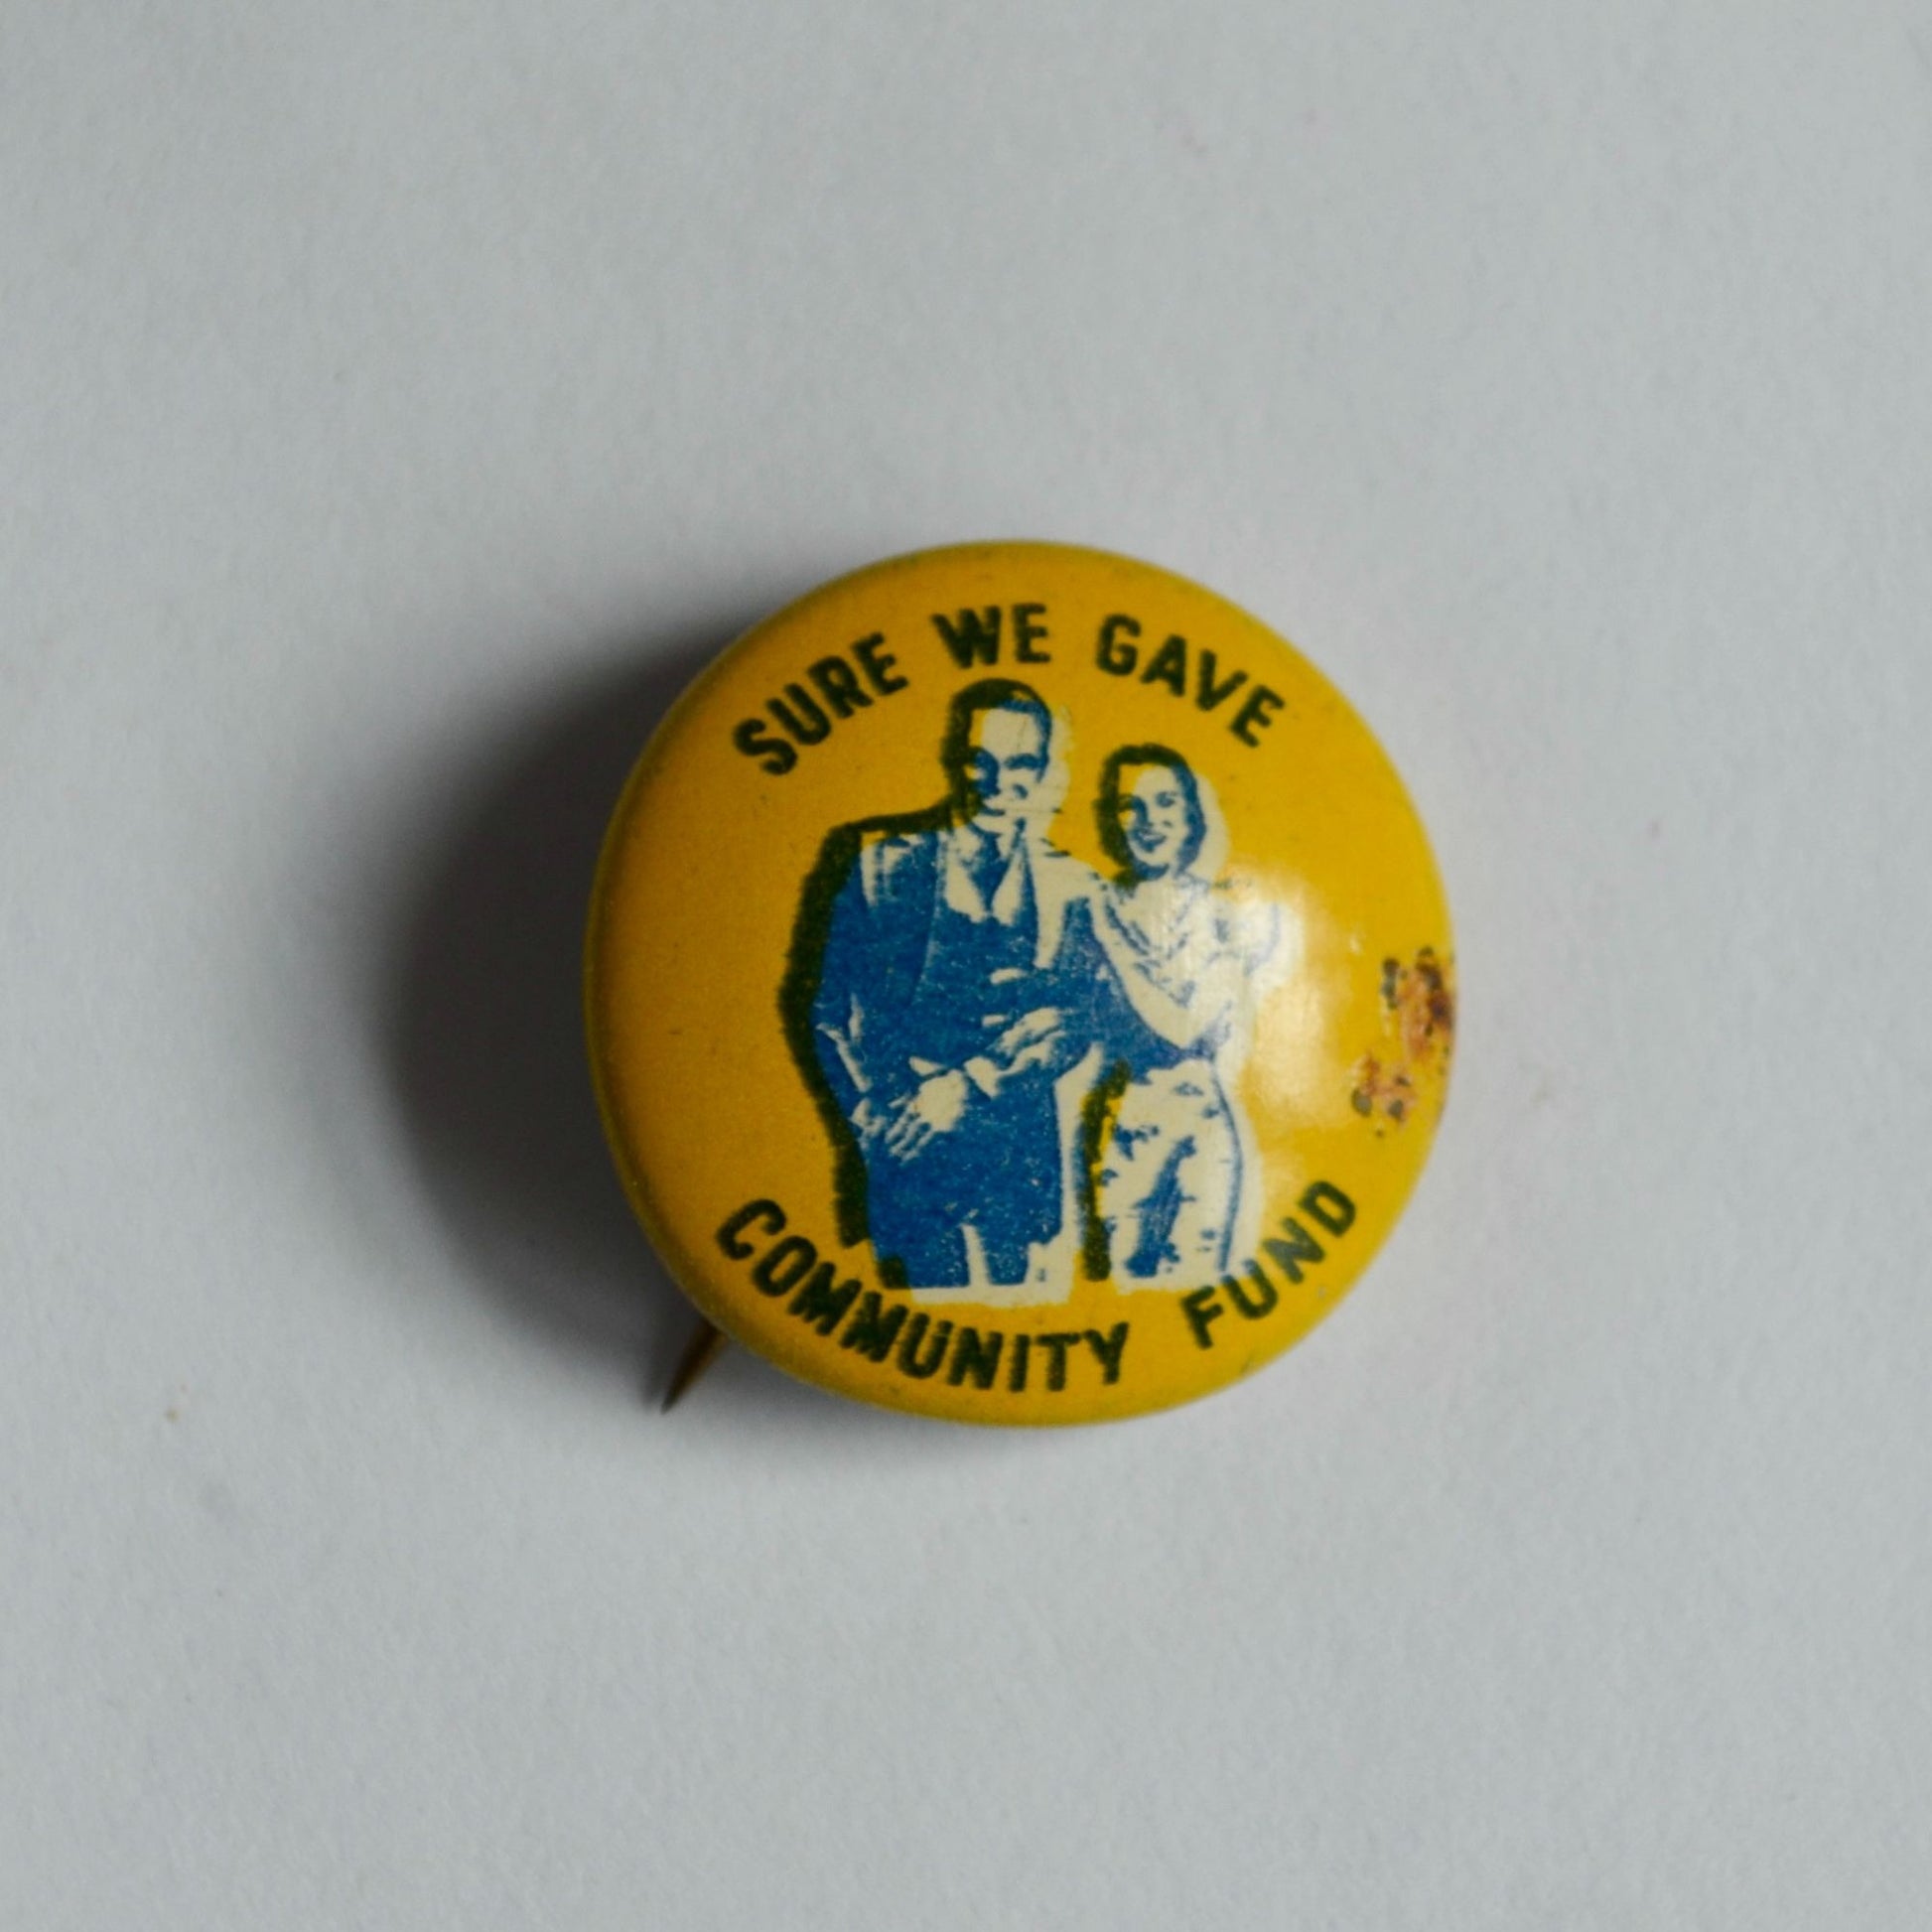 SURE WE GAVE
COMMUNITY FUND